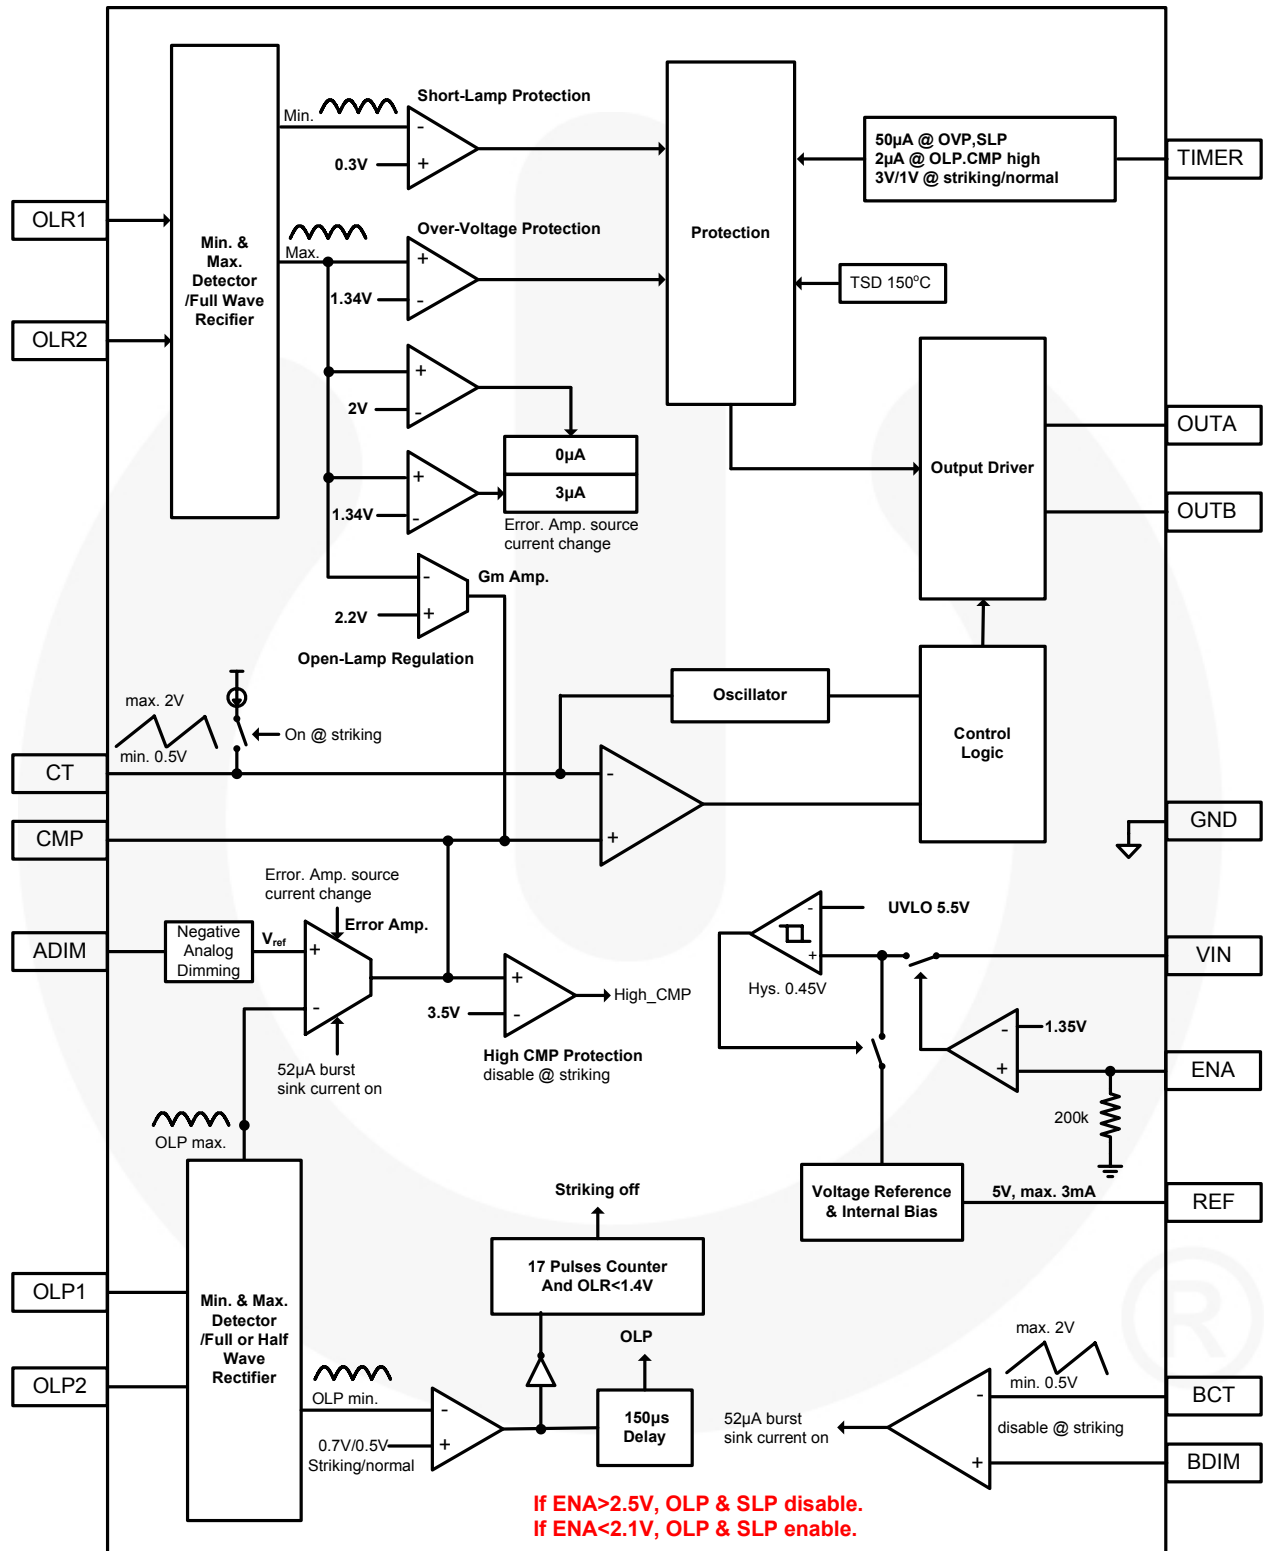 Short-Lamp Protection
Min.
-
+
0.3V
50µA @ OVP,SLP
2µA @ OLP.CMP high
3V/1V @ striking/normal
TIMER
OLR1
Min. &
Max.
Detector
/Full Wave
Recifier
Max.
Over-Voltage Protection
+
-
1.34V
Protection
TSD 150°C
OLR2
+
-
2V
0µA
3µA
Error. Amp. source
current change
+
-
1.34V
Output Driver
OUTA
OUTB
Gm Amp.
-
+
2.2V
Open-Lamp Regulation
max. 2V
min. 0.5V
On @ striking
Oscillator
Control
Logic
CT
-
+
CMP
GND
Error. Amp. source
current change
Error Amp.
ADIM
Negative
Analog
Dimming
Vref
+
-
52µA burst
sink current on
+
-
3.5V
High_CMP
High CMP Protection
disable @ striking
-
+
UVLO 5.5V
Hys. 0.45V
VIN
-
+
1.35V
ENA
200k
OLP max.
Voltage Reference
& Internal Bias
5V, max. 3mA
REF
Striking off
17 Pulses Counter
And OLR<1.4V
OLP1
Min. & Max.
Detector
/Full or Half
Wave
Rectifier
OLP2
OLP min.
-
+
0.7V/0.5V
Striking/normal
OLP
150µs
Delay
52µA burst
sink current on
max. 2V
min. 0.5V
-
+
disable @ striking
BCT
BDIM
If ENA>2.5V, OLP & SLP disable.
If ENA<2.1V, OLP & SLP enable.
®